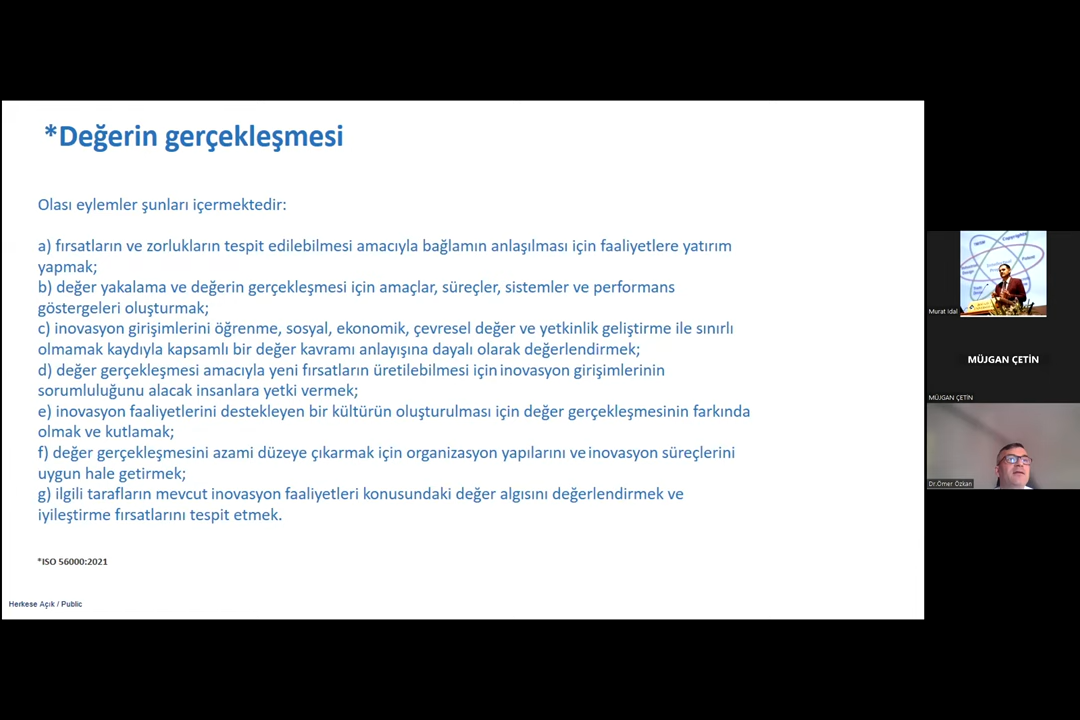 *Değerin gerçekleşmesi
Olası eylemler şunları içermektedir:
a) fırsatların ve zorlukların tespit edilebilmesi amacıyla bağlamın anlaşılması için faaliyetlere yatırım
yapmak;
b) değer yakalama ve değerin gerçekleşmesi için amaçlar, süreçler, sistemler ve performans
göstergeleri oluşturmak;
c) inovasyon girişimlerini öğrenme, sosyal, ekonomik, çevresel değer ve yetkinlik geliştirme ile sınırlı
olmamak kaydıyla kapsamlı bir değer kavramı anlayışına dayalı olarak değerlendirmek;
d) değer gerçekleşmesi amacıyla yeni fırsatların üretilebilmesi için inovasyon girişimlerinin
sorumluluğunu alacak insanlara yetki vermek;
e) inovasyon faaliyetlerini destekleyen bir kültürün oluşturulması için değer gerçekleşmesinin farkında
olmak ve kutlamak;
f) değer gerçekleşmesini azami düzeye çıkarmak için organizasyon yapılarını ve inovasyon süreçlerini
uygun hale getirmek;
g) ilgili tarafların mevcut inovasyon faaliyetleri konusundaki değer algısını değerlendirmek ve
iyileştirme fırsatlarını tespit etmek.
*ISO 56000:2021
Herkese Açık / Public
Murat Idal
MÜJGAN ÇETİN
MÜJGAN ÇETİN
Dr.Ömer Özkan